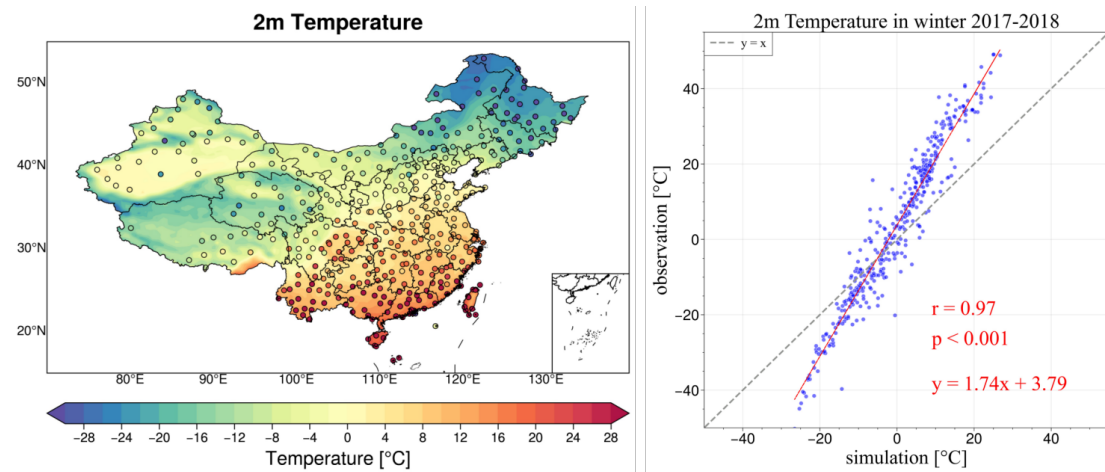 2m Temperature
50°N
40°N
30°N
20°N
80°E 90°E 100°E 110°E 120°E 130°E
−28 −24 −20 −16 −12 −8 −4 0 4 8 12 16 20 24 28
Temperature [°C]
2m Temperature in winter 2017-2018
y = x
40
20
0
−20
−40
observation [°C]
r = 0.97
p < 0.001
y = 1.74x + 3.79
−40 −20 0 20 40
simulation [°C]